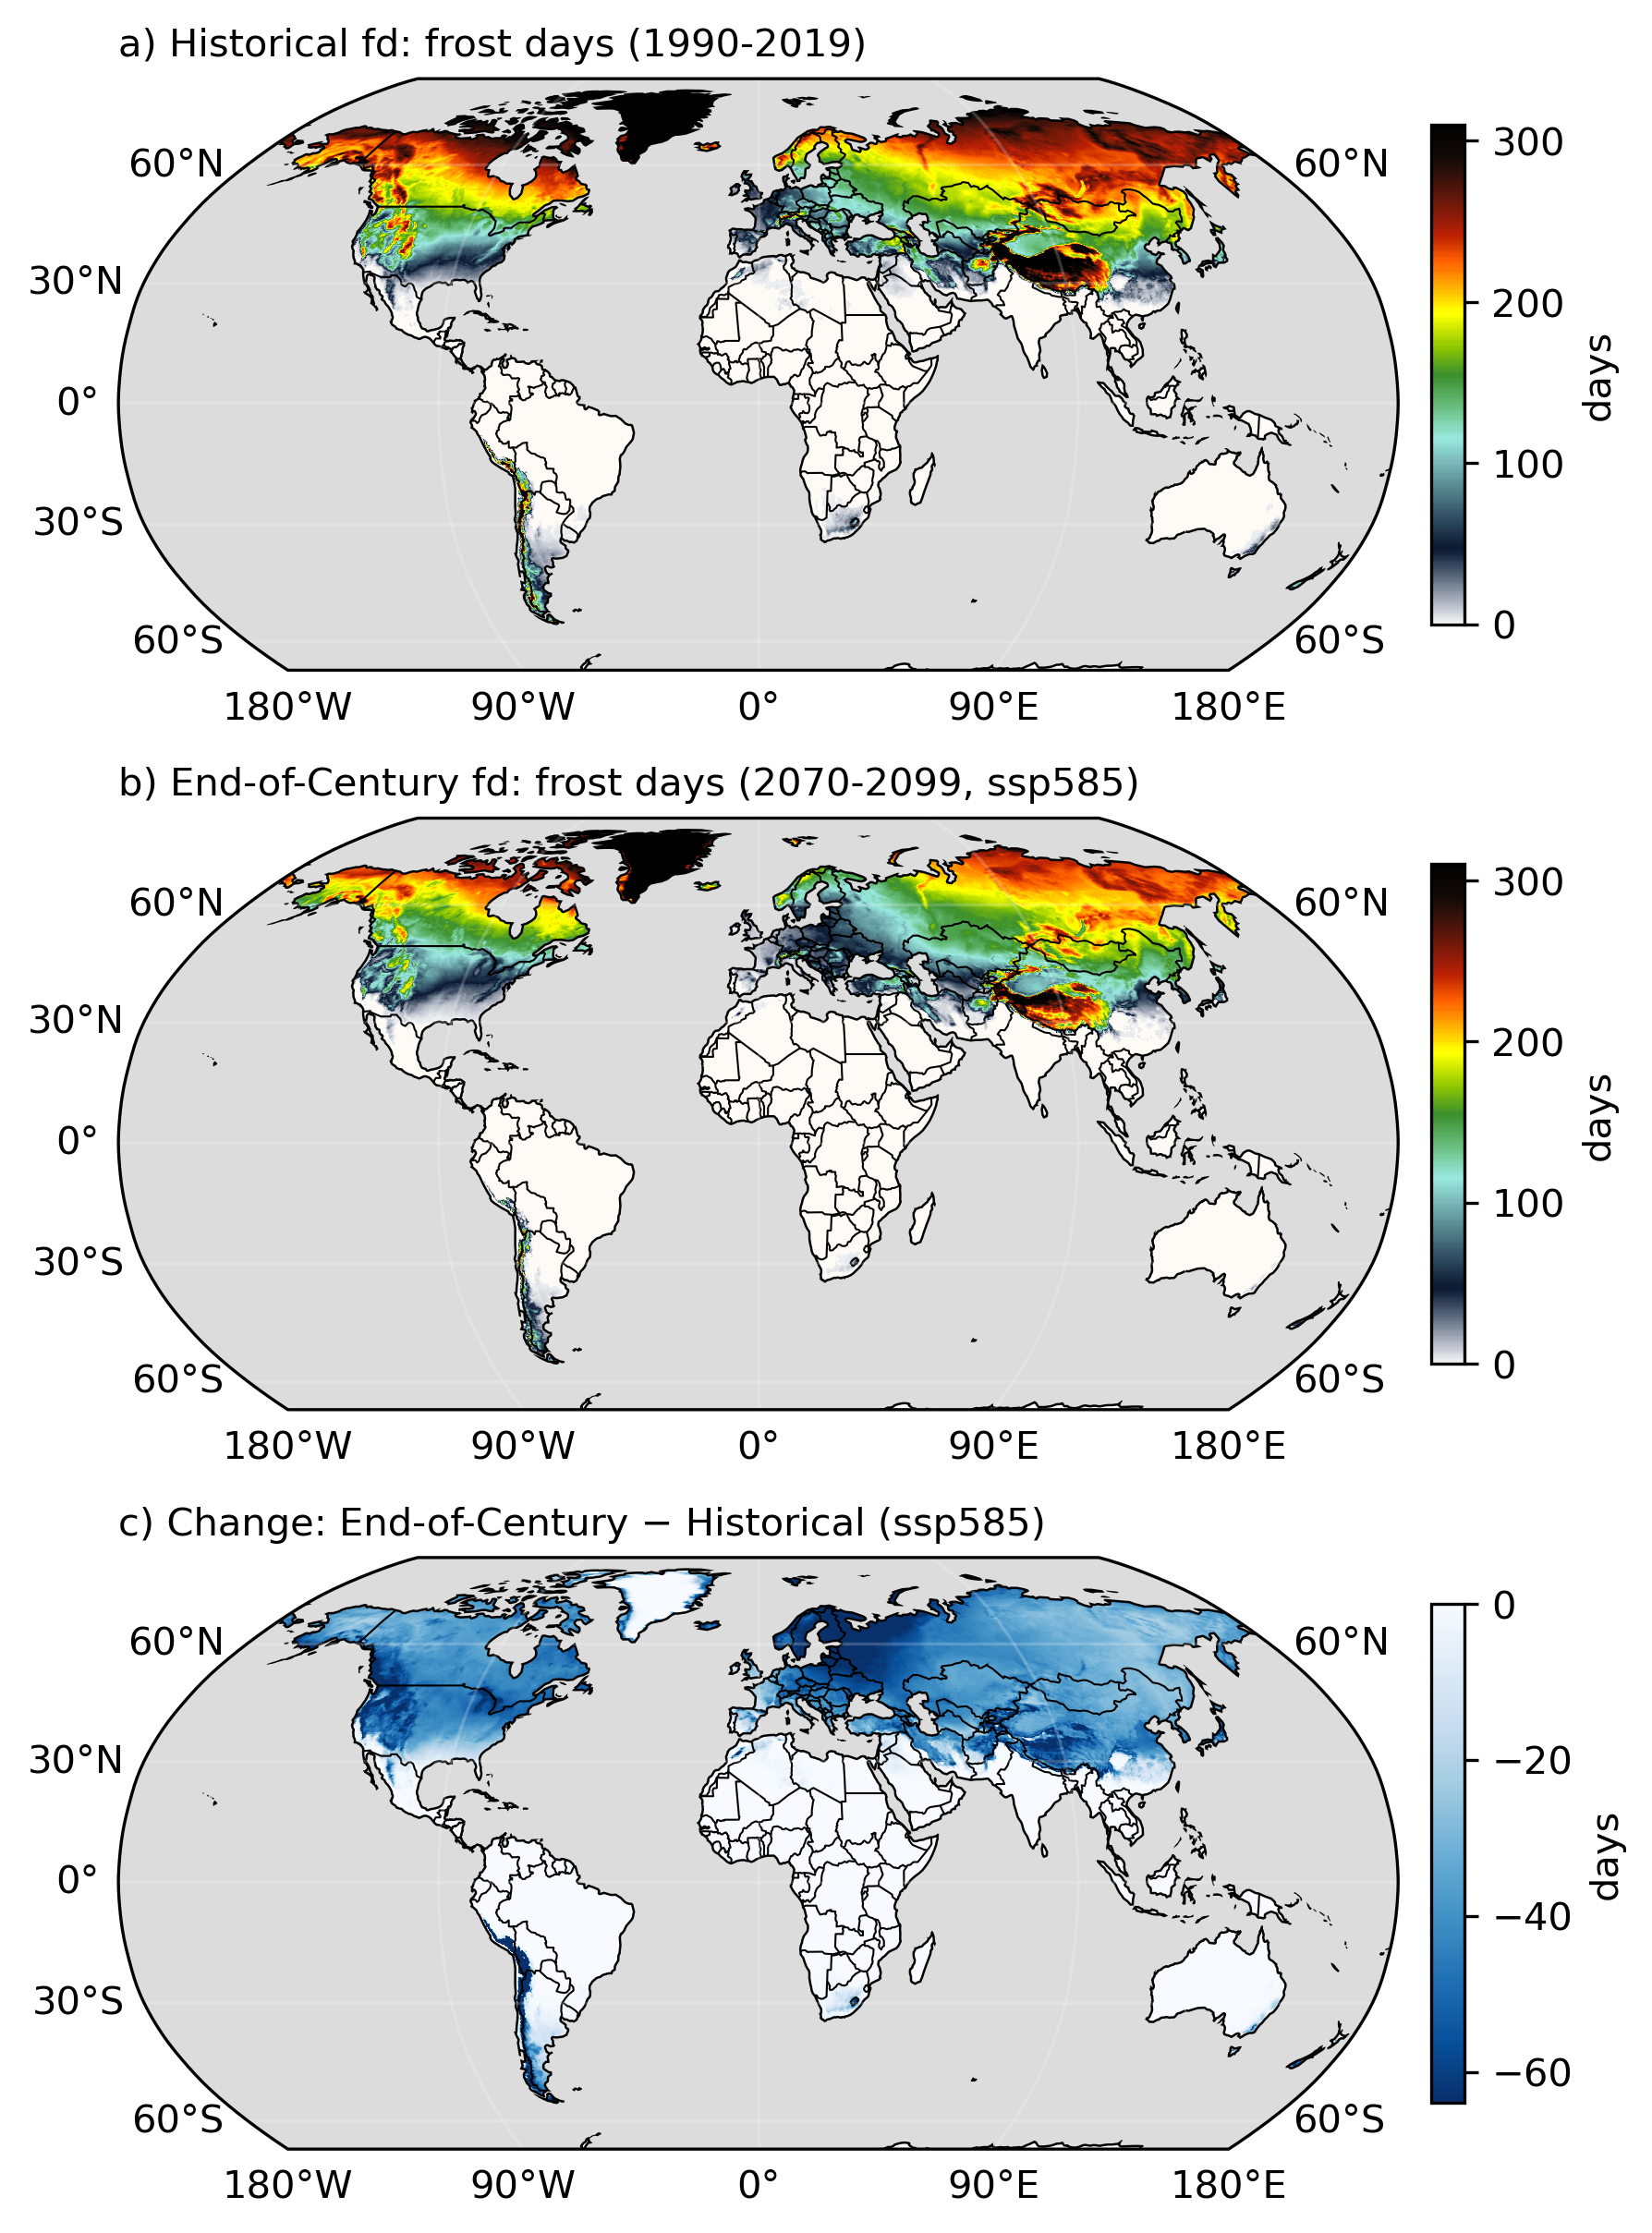 a) Historical fd: frost days (1990-2019)
60°N
60°N
30°N
0°
30°S
60°S
60°S
180°W 90°W 0° 90°E 180°E
300
200
100
0
days
b) End-of-Century fd: frost days (2070-2099, ssp585)
60°N
60°N
30°N
0°
30°S
60°S
60°S
180°W 90°W 0° 90°E 180°E
300
200
100
0
days
c) Change: End-of-Century − Historical (ssp585)
60°N
60°N
30°N
0°
30°S
60°S
60°S
180°W 90°W 0° 90°E 180°E
0
−20
−40
−60
days